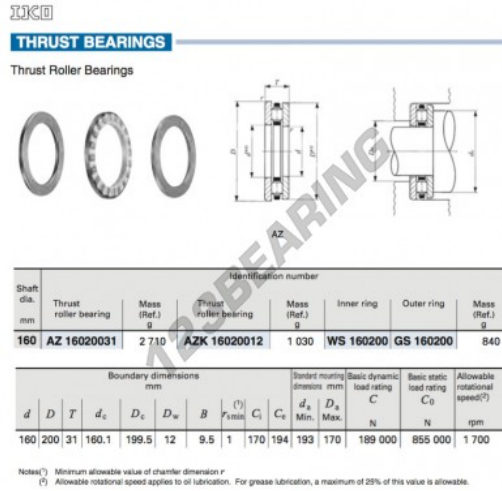 IKO
THRUST BEARINGS
Thrust Roller Bearings
T
r
D
d
AZ
123BEARING
Identification number
Shaft dia. mm | Thrust roller bearing | Mass (Ref.) g | Thrust roller bearing | Mass (Ref.) g | Inner ring | Outer ring | Mass (Ref.) g
160 | AZ 16020031 | 2 710 | AZK 16020012 | 1 030 | WS 160200 | GS 160200 | 840
Boundary dimensions mm | Standard mounting dimensions mm | Basic dynamic load rating C N | Basic static load rating C0 N | Allowable rotational speed(2) rpm
d | D | T | dc | Dc | Dw | B | rs min (1) | Ci | Ce | da Min. | Da Max.
160 | 200 | 31 | 160.1 | 199.5 | 12 | 9.5 | 1 | 170 | 194 | 193 | 170 | 189 000 | 855 000 | 1 700
Notes(1) Minimum allowable value of chamfer dimension r
(2) Allowable rotational speed applies to oil lubrication. For grease lubrication, a maximum of 25% of this value is allowable.